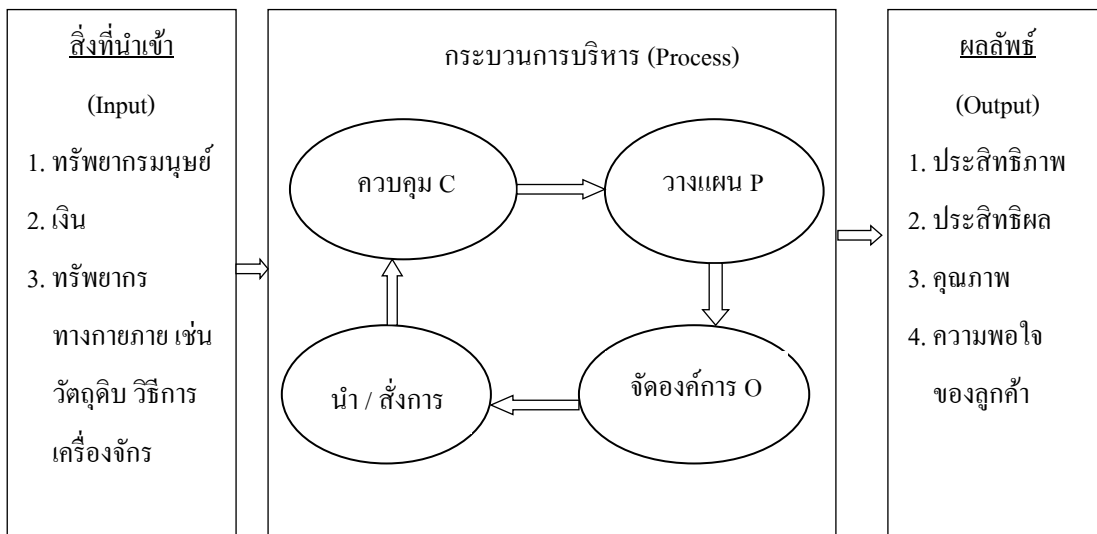 สิ่งที่นำเข้า
(Input)
1. ทรัพยากรมนุษย์
2. เงิน
3. ทรัพยากร
ทางกายภาย เช่น
วัตถุดิบ วิธีการ
เครื่องจักร
กระบวนการบริหาร (Process)
ควบคุม C
วางแผน P
นำ / สั่งการ
จัดองค์การ O
ผลลัพธ์
(Output)
1. ประสิทธิภาพ
2. ประสิทธิผล
3. คุณภาพ
4. ความพอใจ
ของลูกค้า